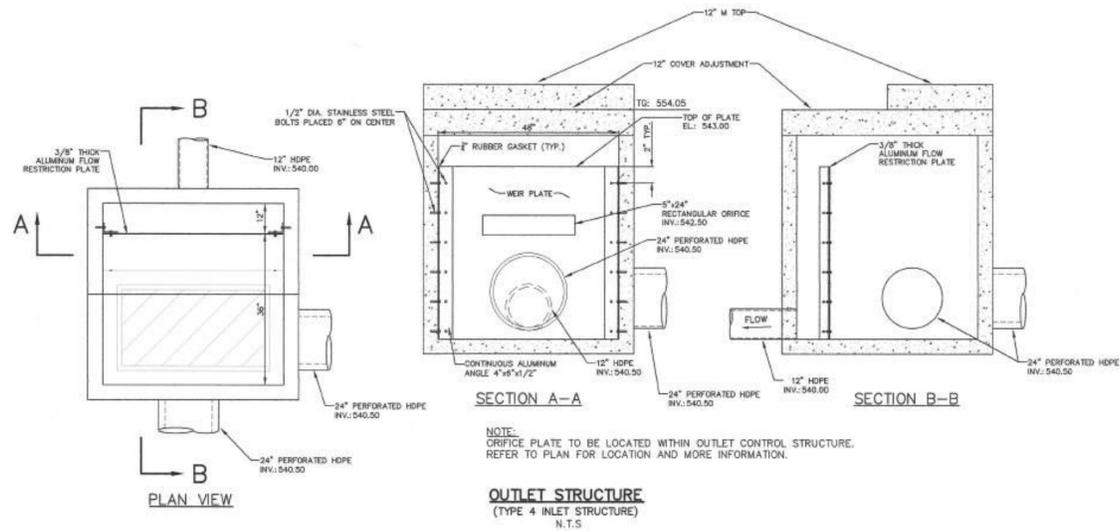 12" M TOP
12" COVER ADJUSTMENT
B
1/2" DIA. STAINLESS STEEL
BOLTS PLACED 6" ON CENTER
TG: 554.05
48"
TOP OF PLATE
EL.: 543.00
2" TYP.
3/8" THICK
ALUMINUM FLOW
RESTRICTION PLATE
12" HDPE
INV.:540.00
RUBBER GASKET (TYP.)
3/8" THICK
ALUMINUM FLOW
RESTRICTION PLATE
WEIR PLATE
A
A
12"
5"x24"
RECTANGULAR ORIFICE
INV.:542.50
24" PERFORATED HDPE
INV.: 540.50
36"
FLOW
CONTINUOUS ALUMINUM
ANGLE 4"x6"x1/2"
12" HDPE
INV.:540.50
24" PERFORATED HDPE
INV.:540.50
12" HDPE
INV.:540.00
24" PERFORATED HDPE
INV.:540.50
SECTION A-A
SECTION B-B
24" PERFORATED HDPE
INV.:540.50
NOTE:
ORIFICE PLATE TO BE LOCATED WITHIN OUTLET CONTROL STRUCTURE.
REFER TO PLAN FOR LOCATION AND MORE INFORMATION.
24" PERFORATED HDPE
INV.:540.50
B
PLAN VIEW
OUTLET STRUCTURE
(TYPE 4 INLET STRUCTURE)
N.T.S